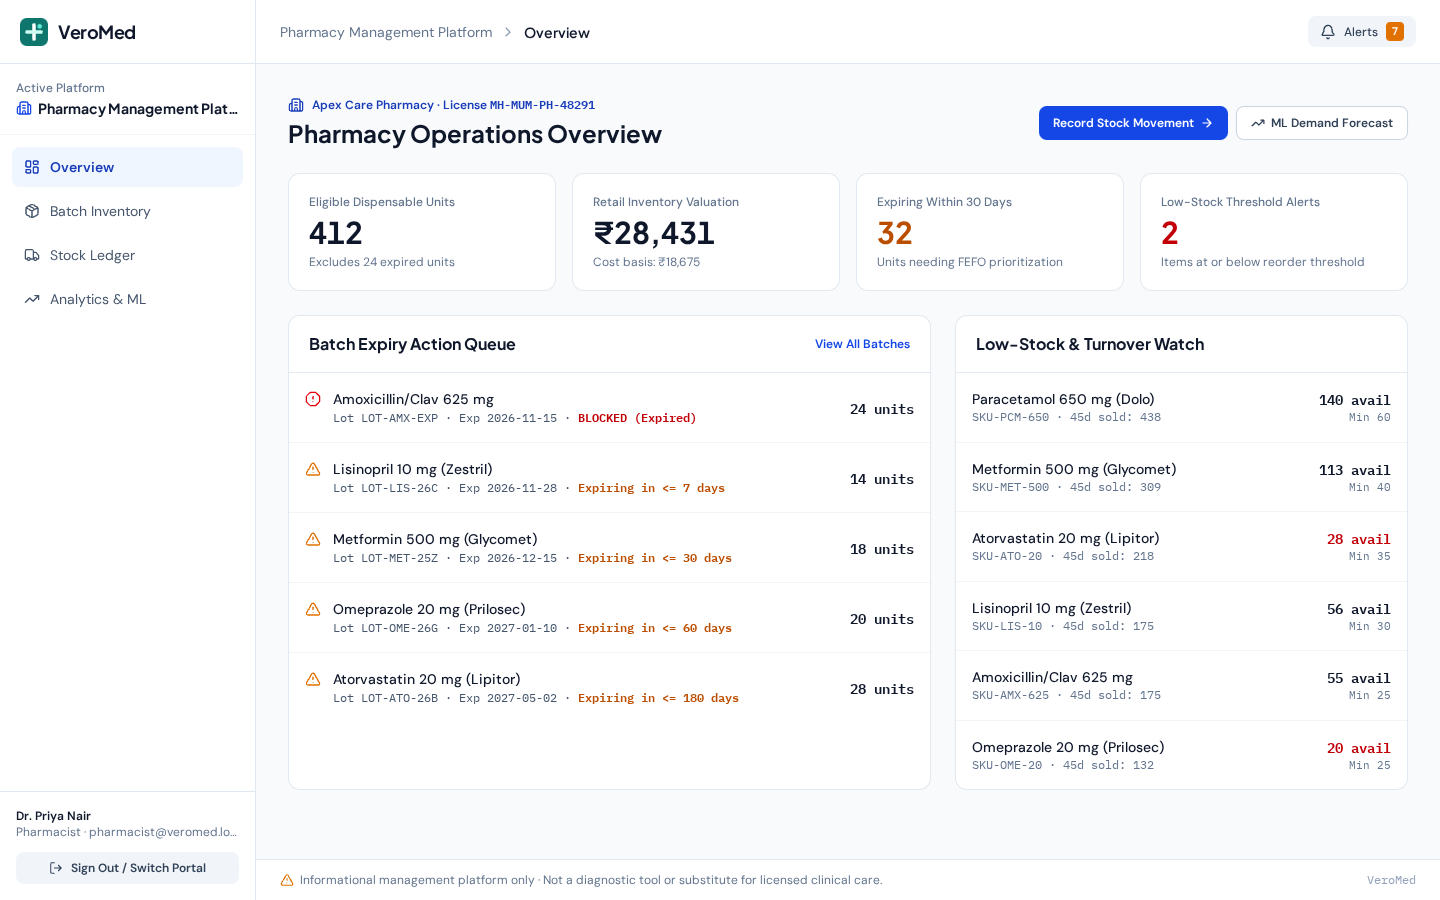 VeroMed
Pharmacy Management Platform
Overview
Alerts 7
Active Platform
Pharmacy Management Plat...
Overview
Batch Inventory
Stock Ledger
Analytics & ML
Apex Care Pharmacy · License MH-MUM-PH-48291
Pharmacy Operations Overview
Record Stock Movement
ML Demand Forecast
Eligible Dispensable Units
412
Excludes 24 expired units
Retail Inventory Valuation
₹28,431
Cost basis: ₹18,675
Expiring Within 30 Days
32
Units needing FEFO prioritization
Low-Stock Threshold Alerts
2
Items at or below reorder threshold
Batch Expiry Action Queue
View All Batches
Amoxicillin/Clav 625 mg
Lot LOT-AMX-EXP · Exp 2026-11-15 · BLOCKED (Expired)
24 units
Lisinopril 10 mg (Zestril)
Lot LOT-LIS-26C · Exp 2026-11-28 · Expiring in <= 7 days
14 units
Metformin 500 mg (Glycomet)
Lot LOT-MET-25Z · Exp 2026-12-15 · Expiring in <= 30 days
18 units
Omeprazole 20 mg (Prilosec)
Lot LOT-OME-26G · Exp 2027-01-10 · Expiring in <= 60 days
20 units
Atorvastatin 20 mg (Lipitor)
Lot LOT-ATO-26B · Exp 2027-05-02 · Expiring in <= 180 days
28 units
Low-Stock & Turnover Watch
Paracetamol 650 mg (Dolo)
SKU-PCM-650 · 45d sold: 438
140 avail
Min 60
Metformin 500 mg (Glycomet)
SKU-MET-500 · 45d sold: 309
113 avail
Min 40
Atorvastatin 20 mg (Lipitor)
SKU-ATO-20 · 45d sold: 218
28 avail
Min 35
Lisinopril 10 mg (Zestril)
SKU-LIS-10 · 45d sold: 175
56 avail
Min 30
Amoxicillin/Clav 625 mg
SKU-AMX-625 · 45d sold: 175
55 avail
Min 25
Omeprazole 20 mg (Prilosec)
SKU-OME-20 · 45d sold: 132
20 avail
Min 25
Dr. Priya Nair
Pharmacist · pharmacist@veromed.lo...
Sign Out / Switch Portal
Informational management platform only · Not a diagnostic tool or substitute for licensed clinical care.
VeroMed